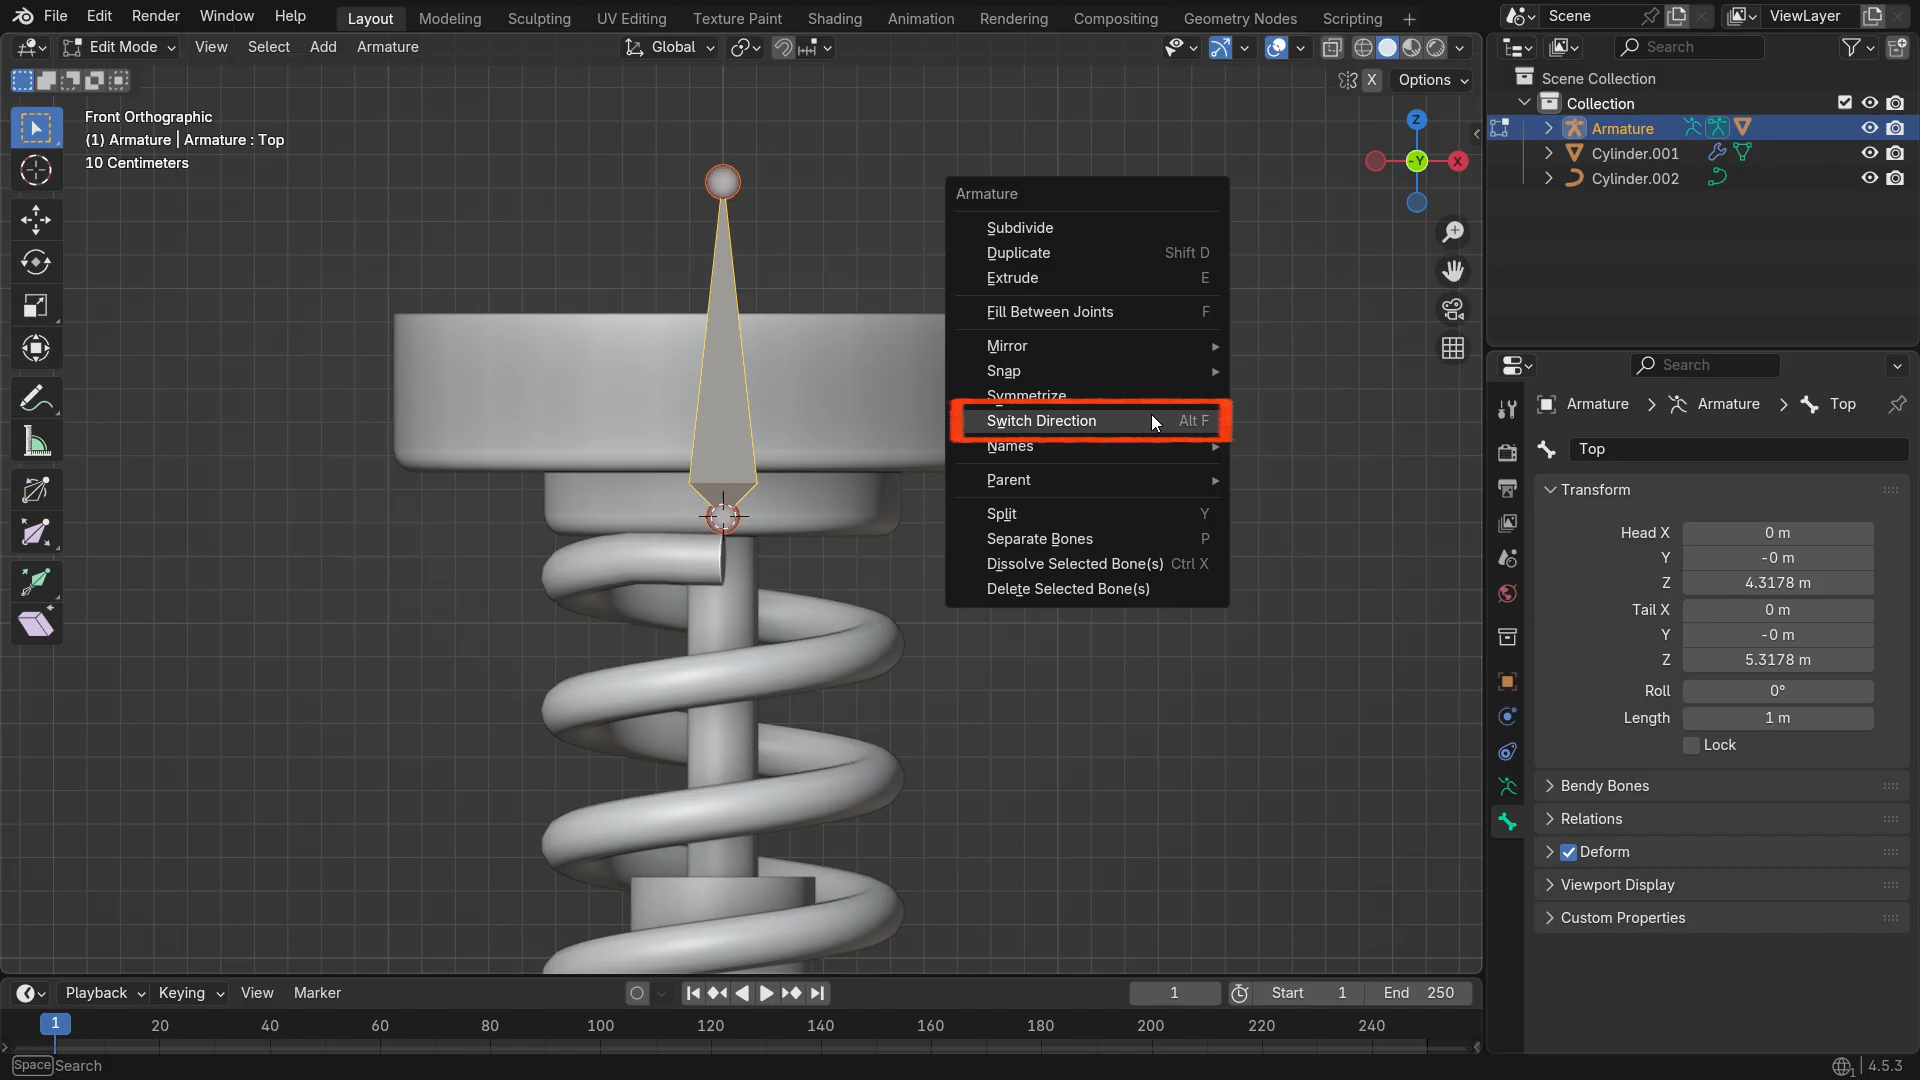 File Edit Render Window Help Layout Modeling Sculpting UV Editing Texture Paint Shading Animation Rendering Compositing Geometry Nodes Scripting Scene ViewLayer
Edit Mode View Select Add Armature Global
Search
X Options
Front Orthographic
(1) Armature | Armature : Top
10 Centimeters
Z
-Y
X
Armature
Subdivide
Duplicate Shift D
Extrude E
Fill Between Joints F
Mirror
Snap
Symmetrize
Switch Direction Alt F
Names
Parent
Split Y
Separate Bones P
Dissolve Selected Bone(s) Ctrl X
Delete Selected Bone(s)
Scene Collection
Collection
Armature
Cylinder.001
Cylinder.002
Search
Armature Armature Top
Top
Transform
Head X 0 m
Y -0 m
Z 4.3178 m
Tail X 0 m
Y -0 m
Z 5.3178 m
Roll 0°
Length 1 m
Lock
Bendy Bones
Relations
Deform
Viewport Display
Custom Properties
Playback Keying View Marker 1 Start 1 End 250
1 20 40 60 80 100 120 140 160 180 200 220 240
Space Search 1 4.5.3